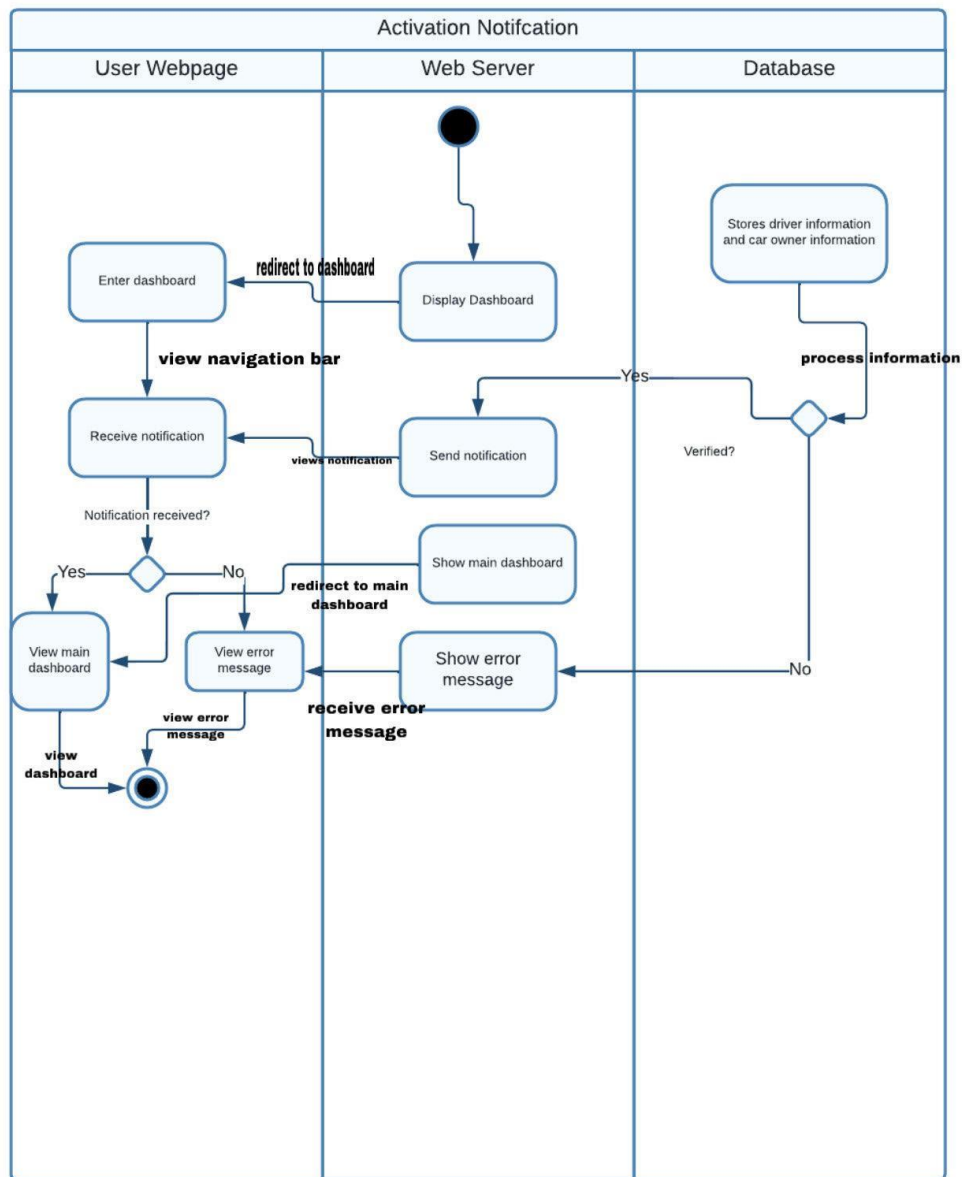 Activation Notifcation
User Webpage
Web Server
Database
Stores driver information
and car owner information
redirect to dashboard
Enter dashboard
Display Dashboard
view navigation bar
process information
Yes
Receive notification
views notification
Send notification
Verified?
Notification received?
Yes
No
Show main dashboard
redirect to main
dashboard
View main
dashboard
View error
message
Show error
message
No
receive error
message
view error
message
view
dashboard